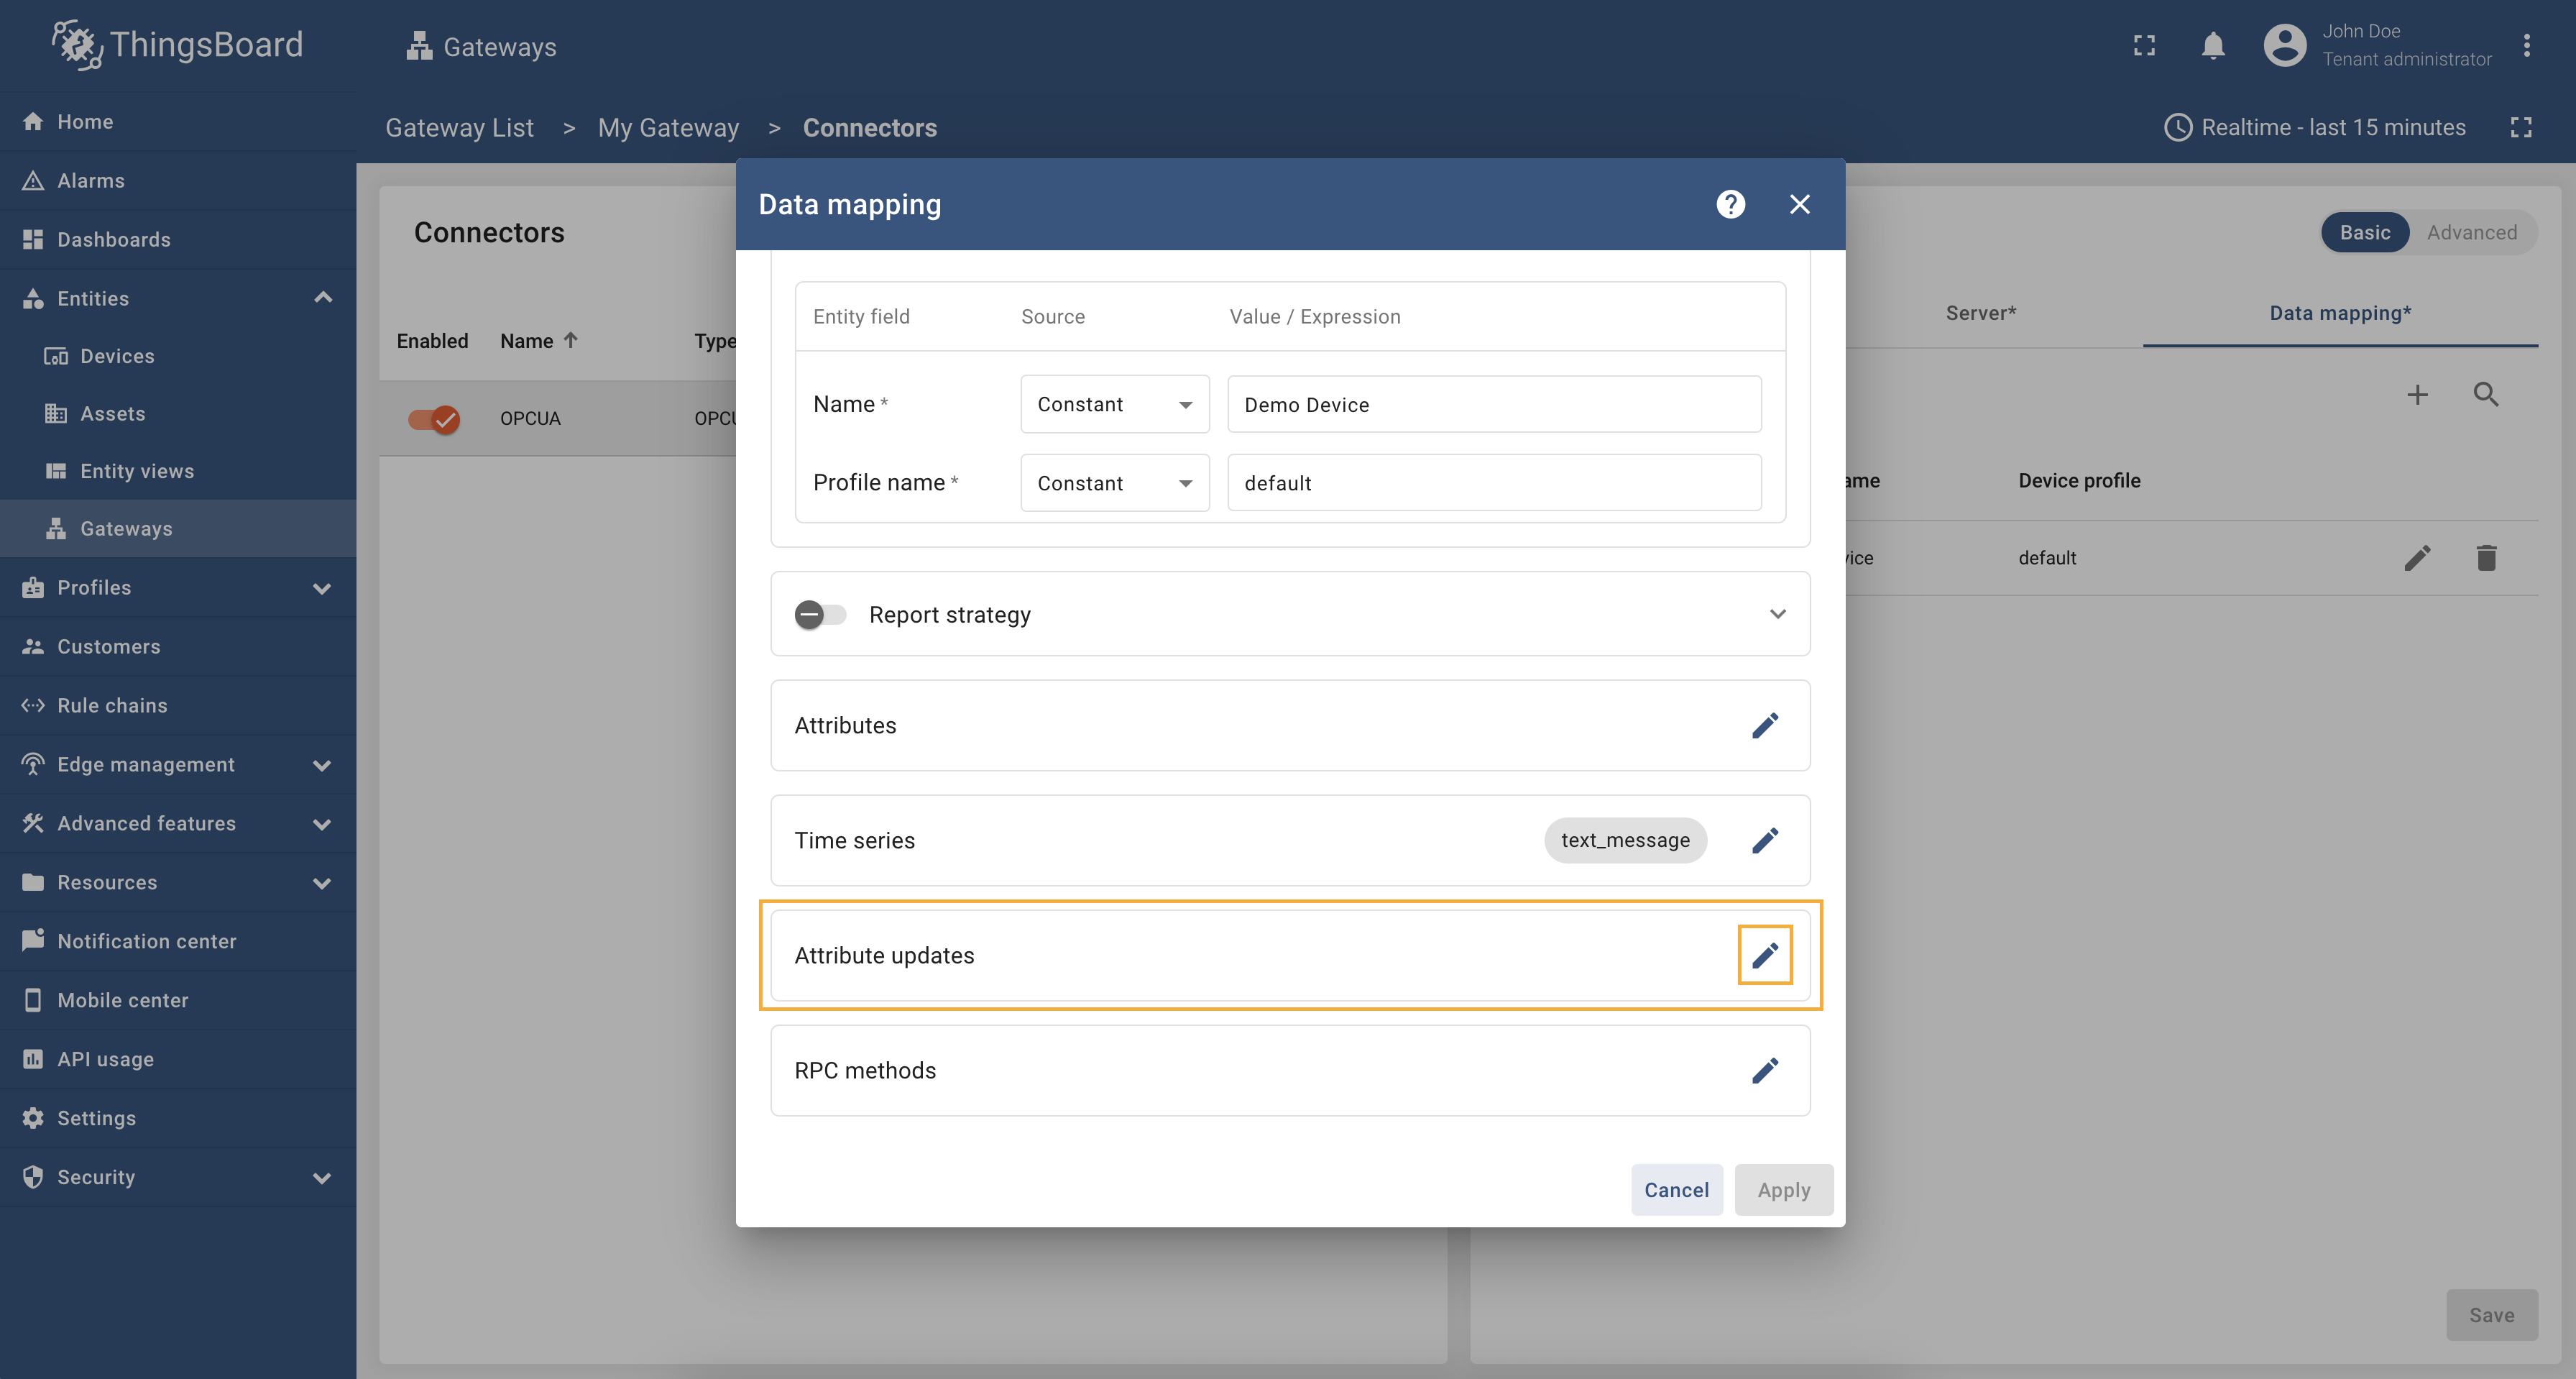 ThingsBoard
Gateways
John Doe
Tenant administrator
Home
Alarms
Dashboards
Entities
Devices
Assets
Entity views
Gateways
Profiles
Customers
Rule chains
Edge management
Advanced features
Resources
Notification center
Mobile center
API usage
Settings
Security
Gateway List > My Gateway > Connectors
Realtime - last 15 minutes
Connectors
Enabled Name Type
OPCUA OPCU
Data mapping
?
Entity field Source Value / Expression
Name * Constant Demo Device
Profile name * Constant default
Report strategy
Attributes
Time series text_message
Attribute updates
RPC methods
Cancel Apply
Basic Advanced
Server* Data mapping*
ame Device profile
vice default
Save